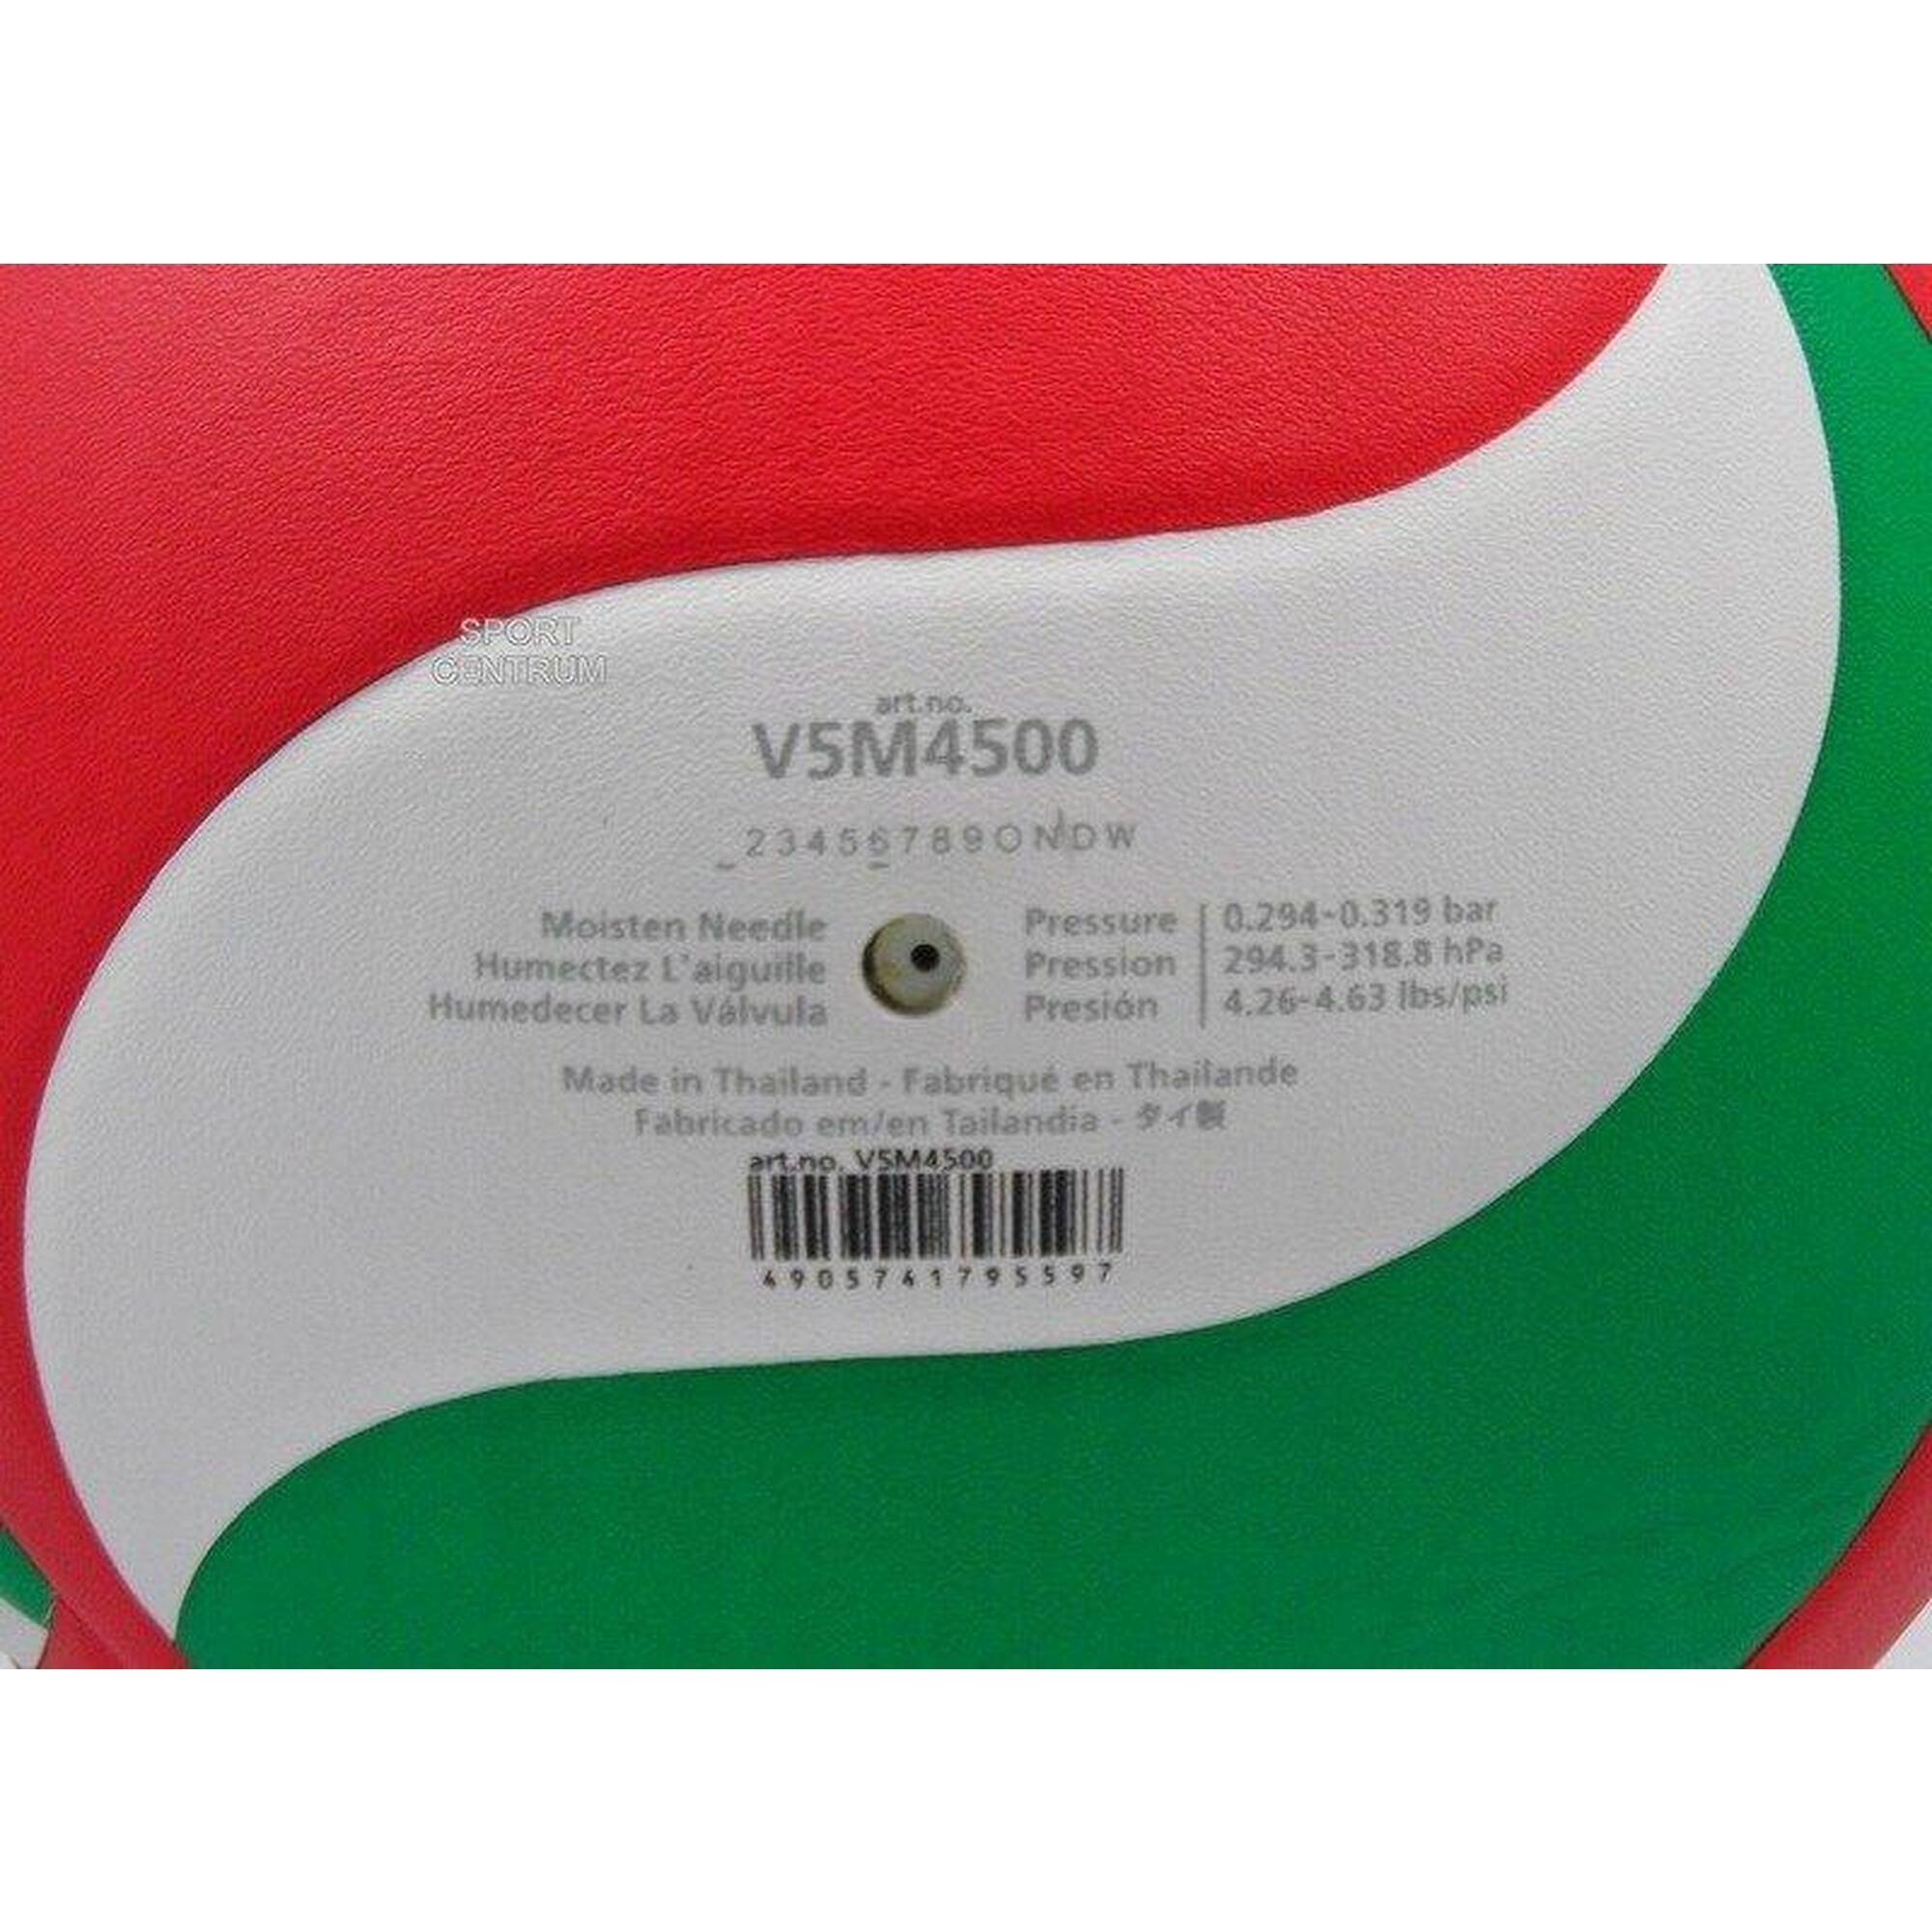 SPORT
CENTRUM
art.no.
V5M4500
_ 23456789ONDW
Moisten Needle
Humectez L'aiguille
Humedecer La Válvula
Pressure
Pression
Presión
0.294-0.319 bar
294.3-318.8 hPa
4.26-4.63 lbs/psi
Made in Thailand - Fabriqué en Thailande
Fabricado em/en Tailandia - タイ製
art.no. V5M4500
4905741795597